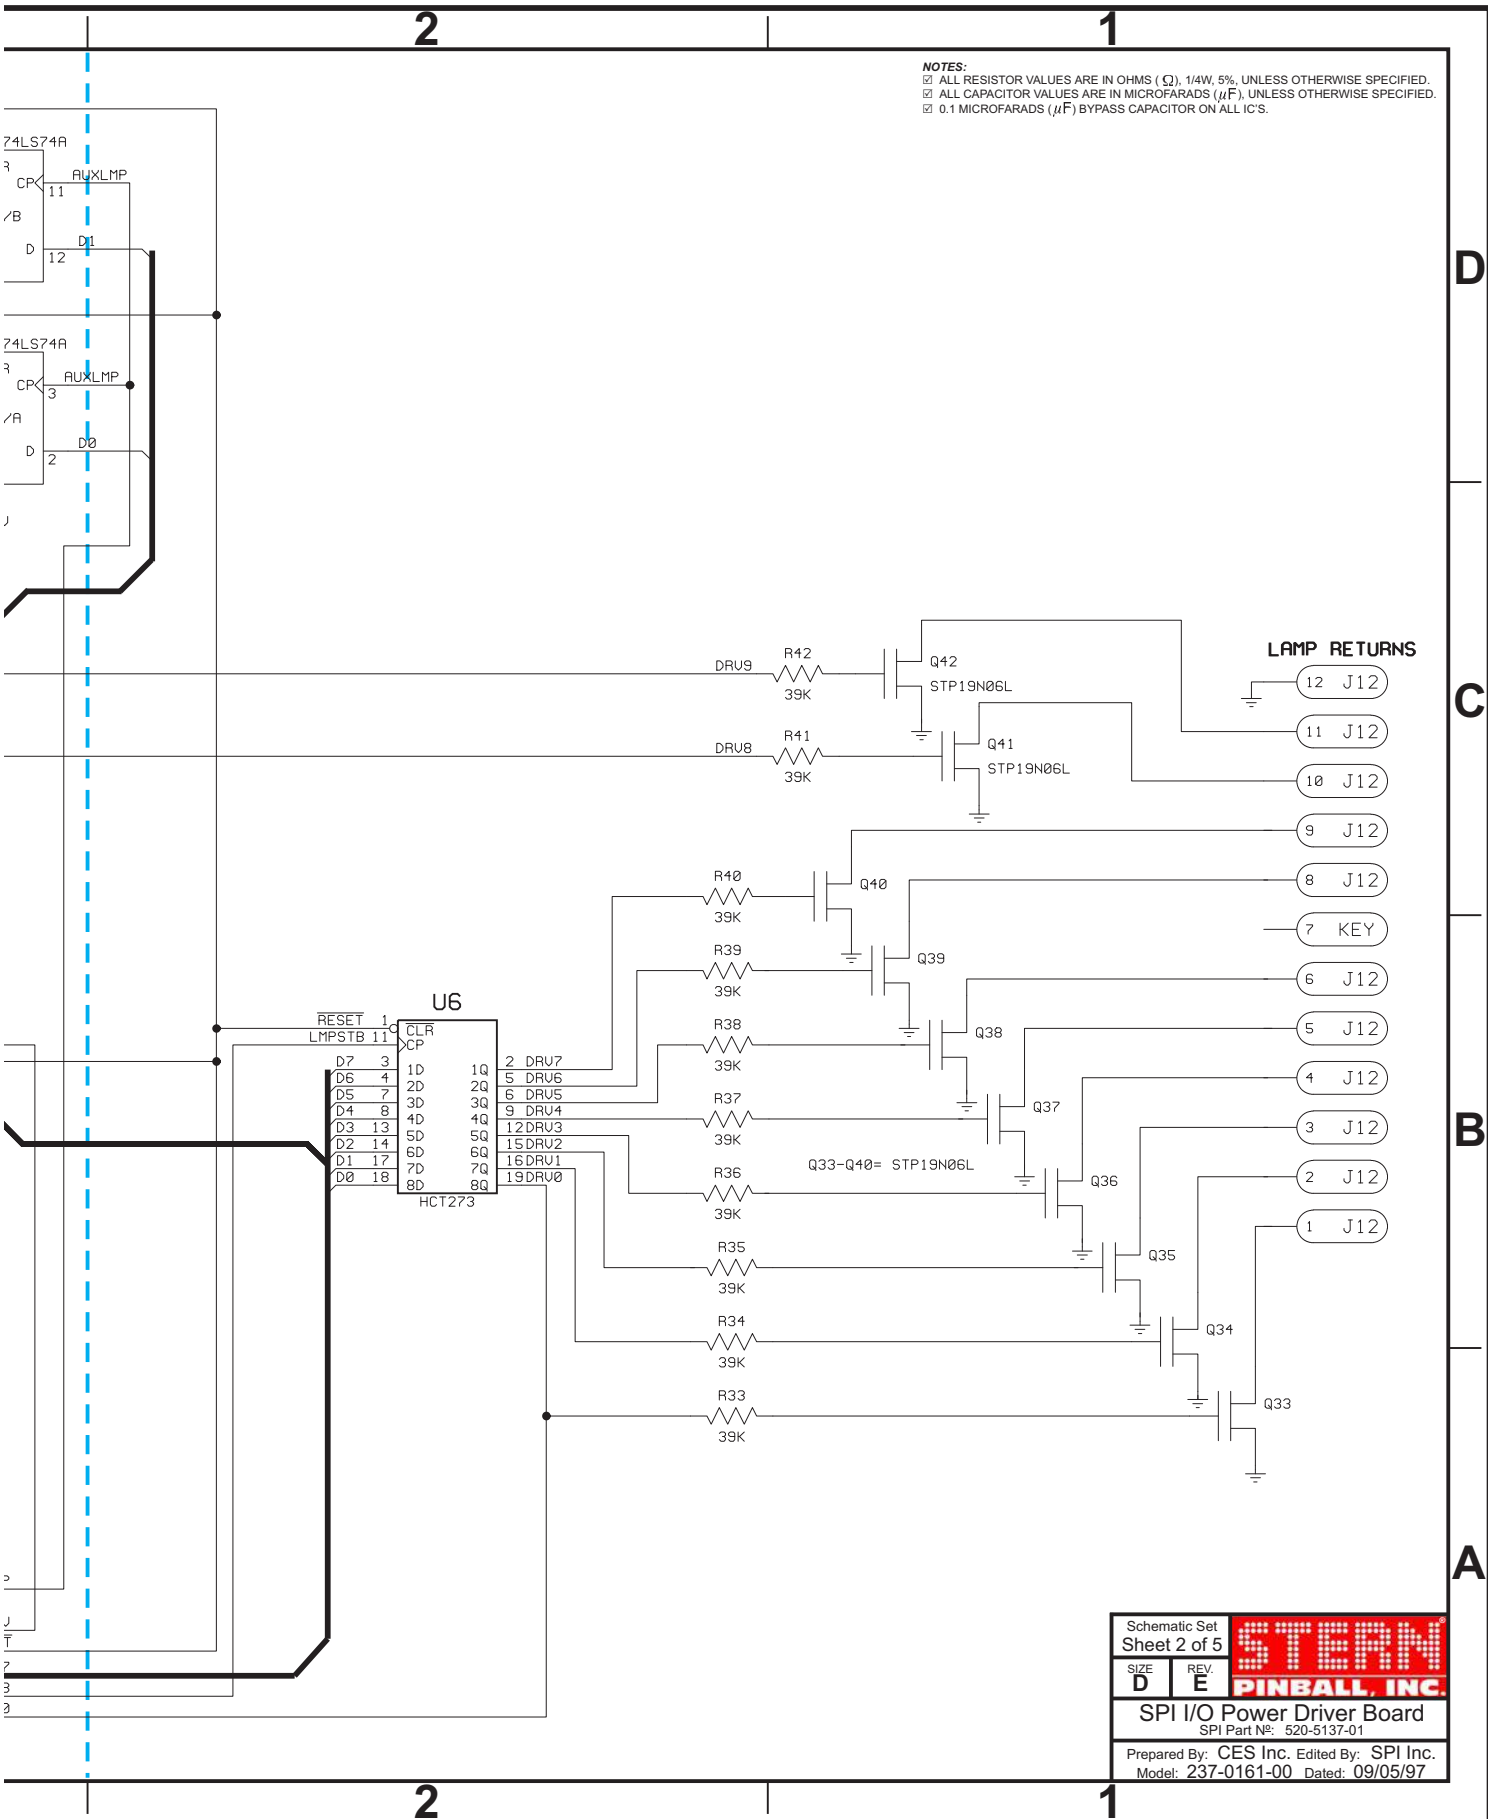 2
1
NOTES:
☑ ALL RESISTOR VALUES ARE IN OHMS ( Ω), 1/4W, 5%, UNLESS OTHERWISE SPECIFIED.
☑ ALL CAPACITOR VALUES ARE IN MICROFARADS (µF), UNLESS OTHERWISE SPECIFIED.
☑ 0.1 MICROFARADS (µF) BYPASS CAPACITOR ON ALL IC'S.
74LS74A
CP
11
AUXLMP
/B
D
12
D1
D
74LS74A
CP
3
AUXLMP
/A
D
2
D0
LAMP RETURNS
DRV9
R42
39K
Q42
STP19N06L
12 J12
C
11 J12
DRV8
R41
39K
Q41
STP19N06L
10 J12
9 J12
R40
39K
Q40
8 J12
7 KEY
R39
39K
Q39
6 J12
U6
RESET 1
CLR
LMPSTB 11
CP
R38
39K
Q38
5 J12
D7 3 1D 1Q 2 DRV7
D6 4 2D 2Q 5 DRV6
D5 7 3D 3Q 6 DRV5
D4 8 4D 4Q 9 DRV4
D3 13 5D 5Q 12 DRV3
D2 14 6D 6Q 15 DRV2
D1 17 7D 7Q 16 DRV1
D0 18 8D 8Q 19 DRV0
HCT273
4 J12
R37
39K
Q37
3 J12
B
Q33-Q40= STP19N06L
R36
39K
Q36
2 J12
1 J12
R35
39K
Q35
R34
39K
Q34
R33
39K
Q33
A
Schematic Set
Sheet 2 of 5
SIZE
D
REV.
E
STERN®
PINBALL, INC.
SPI I/O Power Driver Board
SPI Part Nº: 520-5137-01
Prepared By: CES Inc. Edited By: SPI Inc.
Model: 237-0161-00 Dated: 09/05/97
2
1